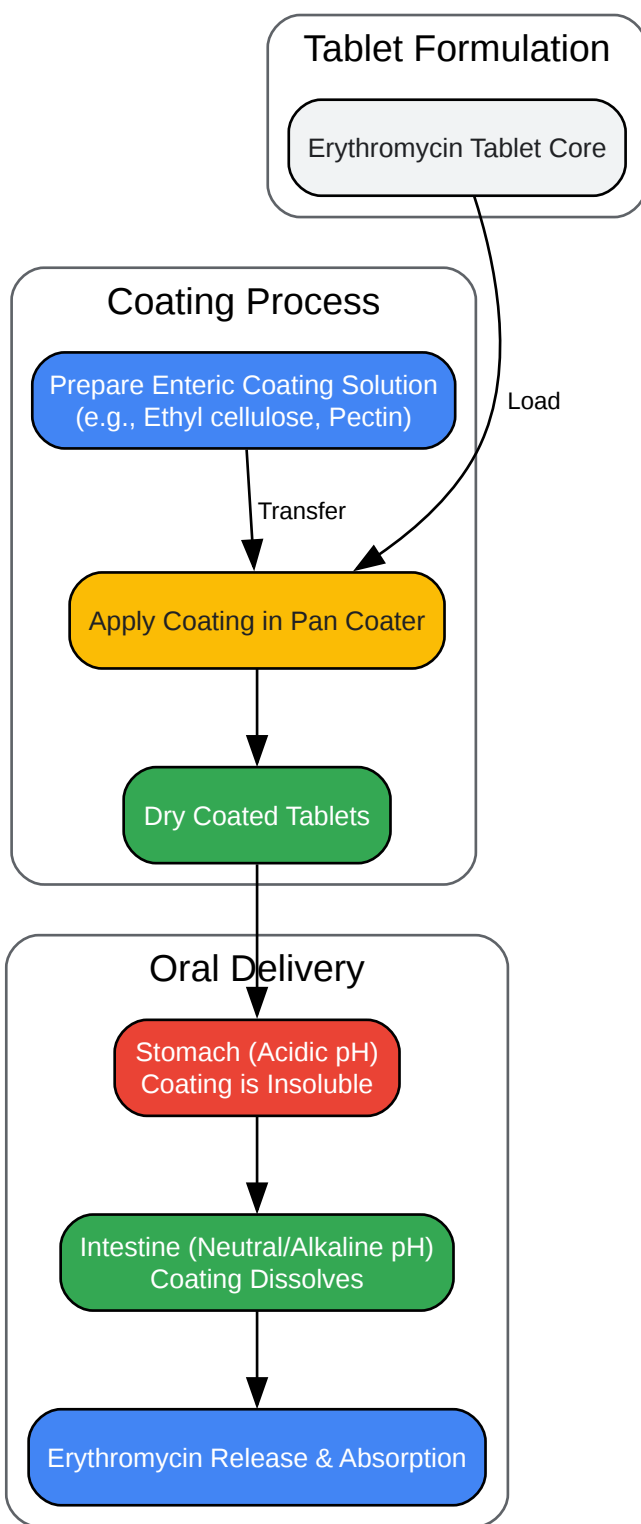 Tablet Formulation
Erythromycin Tablet Core
Coating Process
Prepare Enteric Coating Solution
(e.g., Ethyl cellulose, Pectin)
Load
Transfer
Apply Coating in Pan Coater
Dry Coated Tablets
Oral Delivery
Stomach (Acidic pH)
Coating is Insoluble
Intestine (Neutral/Alkaline pH)
Coating Dissolves
Erythromycin Release & Absorption